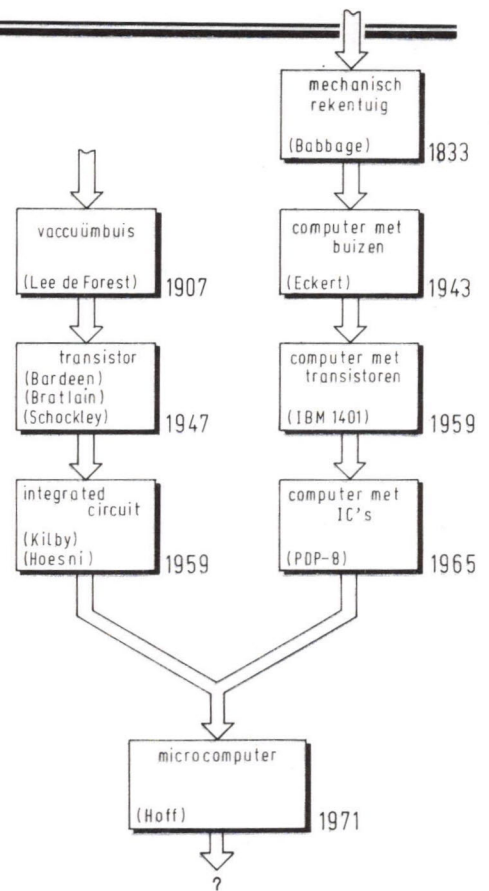 mechanisch
rekentuig
(Babbage)
1833
vaccuümbuis
(Lee de Forest)
1907
computer met
buizen
(Eckert)
1943
transistor
(Bardeen)
(Bratlain)
(Schockley)
1947
computer met
transistoren
(IBM 1401)
1959
integrated
circuit
(Kilby)
(Hoesni)
1959
computer met
IC's
(PDP-8)
1965
microcomputer
(Hoff)
1971
?